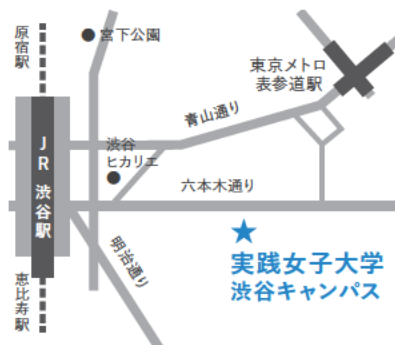 原宿駅
宮下公園
東京メトロ
表参道駅
青山通り
渋谷
ヒカリエ
JR 渋谷駅
六本木通り
明治通り
恵比寿駅
実践女子大学
渋谷キャンパス